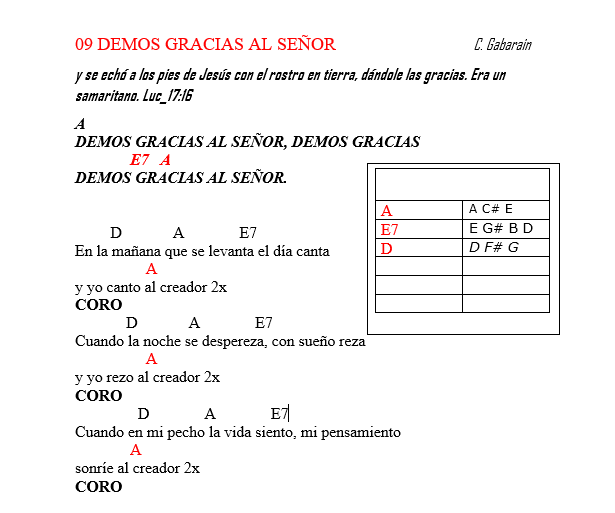 09 DEMOS GRACIAS AL SEÑOR C. Gabarain
y se echó a los pies de Jesús con el rostro en tierra, dándole las gracias. Era un
samaritano. Luc_17:16
A
DEMOS GRACIAS AL SEÑOR, DEMOS GRACIAS
E7 A
DEMOS GRACIAS AL SEÑOR.
A A C# E
E7 E G# B D
D D F# G
D A E7
En la mañana que se levanta el día canta
A
y yo canto al creador 2x
CORO
D A E7
Cuando la noche se despereza, con sueño reza
A
y yo rezo al creador 2x
CORO
D A E7
Cuando en mi pecho la vida siento, mi pensamiento
A
sonríe al creador 2x
CORO